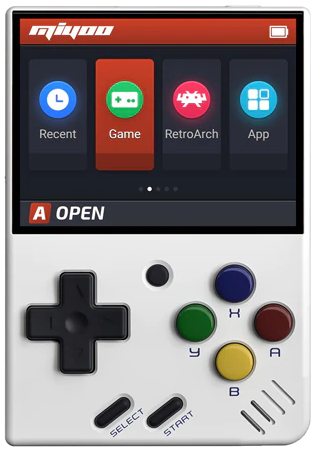 miyoo
Recent
Game
RetroArch
App
A OPEN
X
Y
A
B
SELECT
START